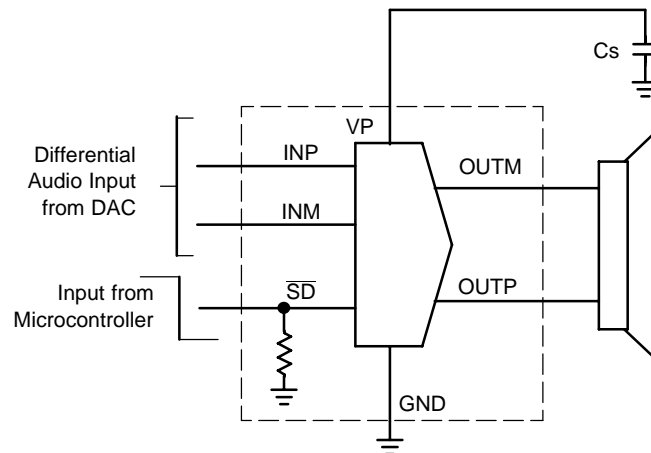 Cs
VP
Differential
Audio Input
from DAC
INP
INM
OUTM
Input from
Microcontroller
SD
OUTP
GND